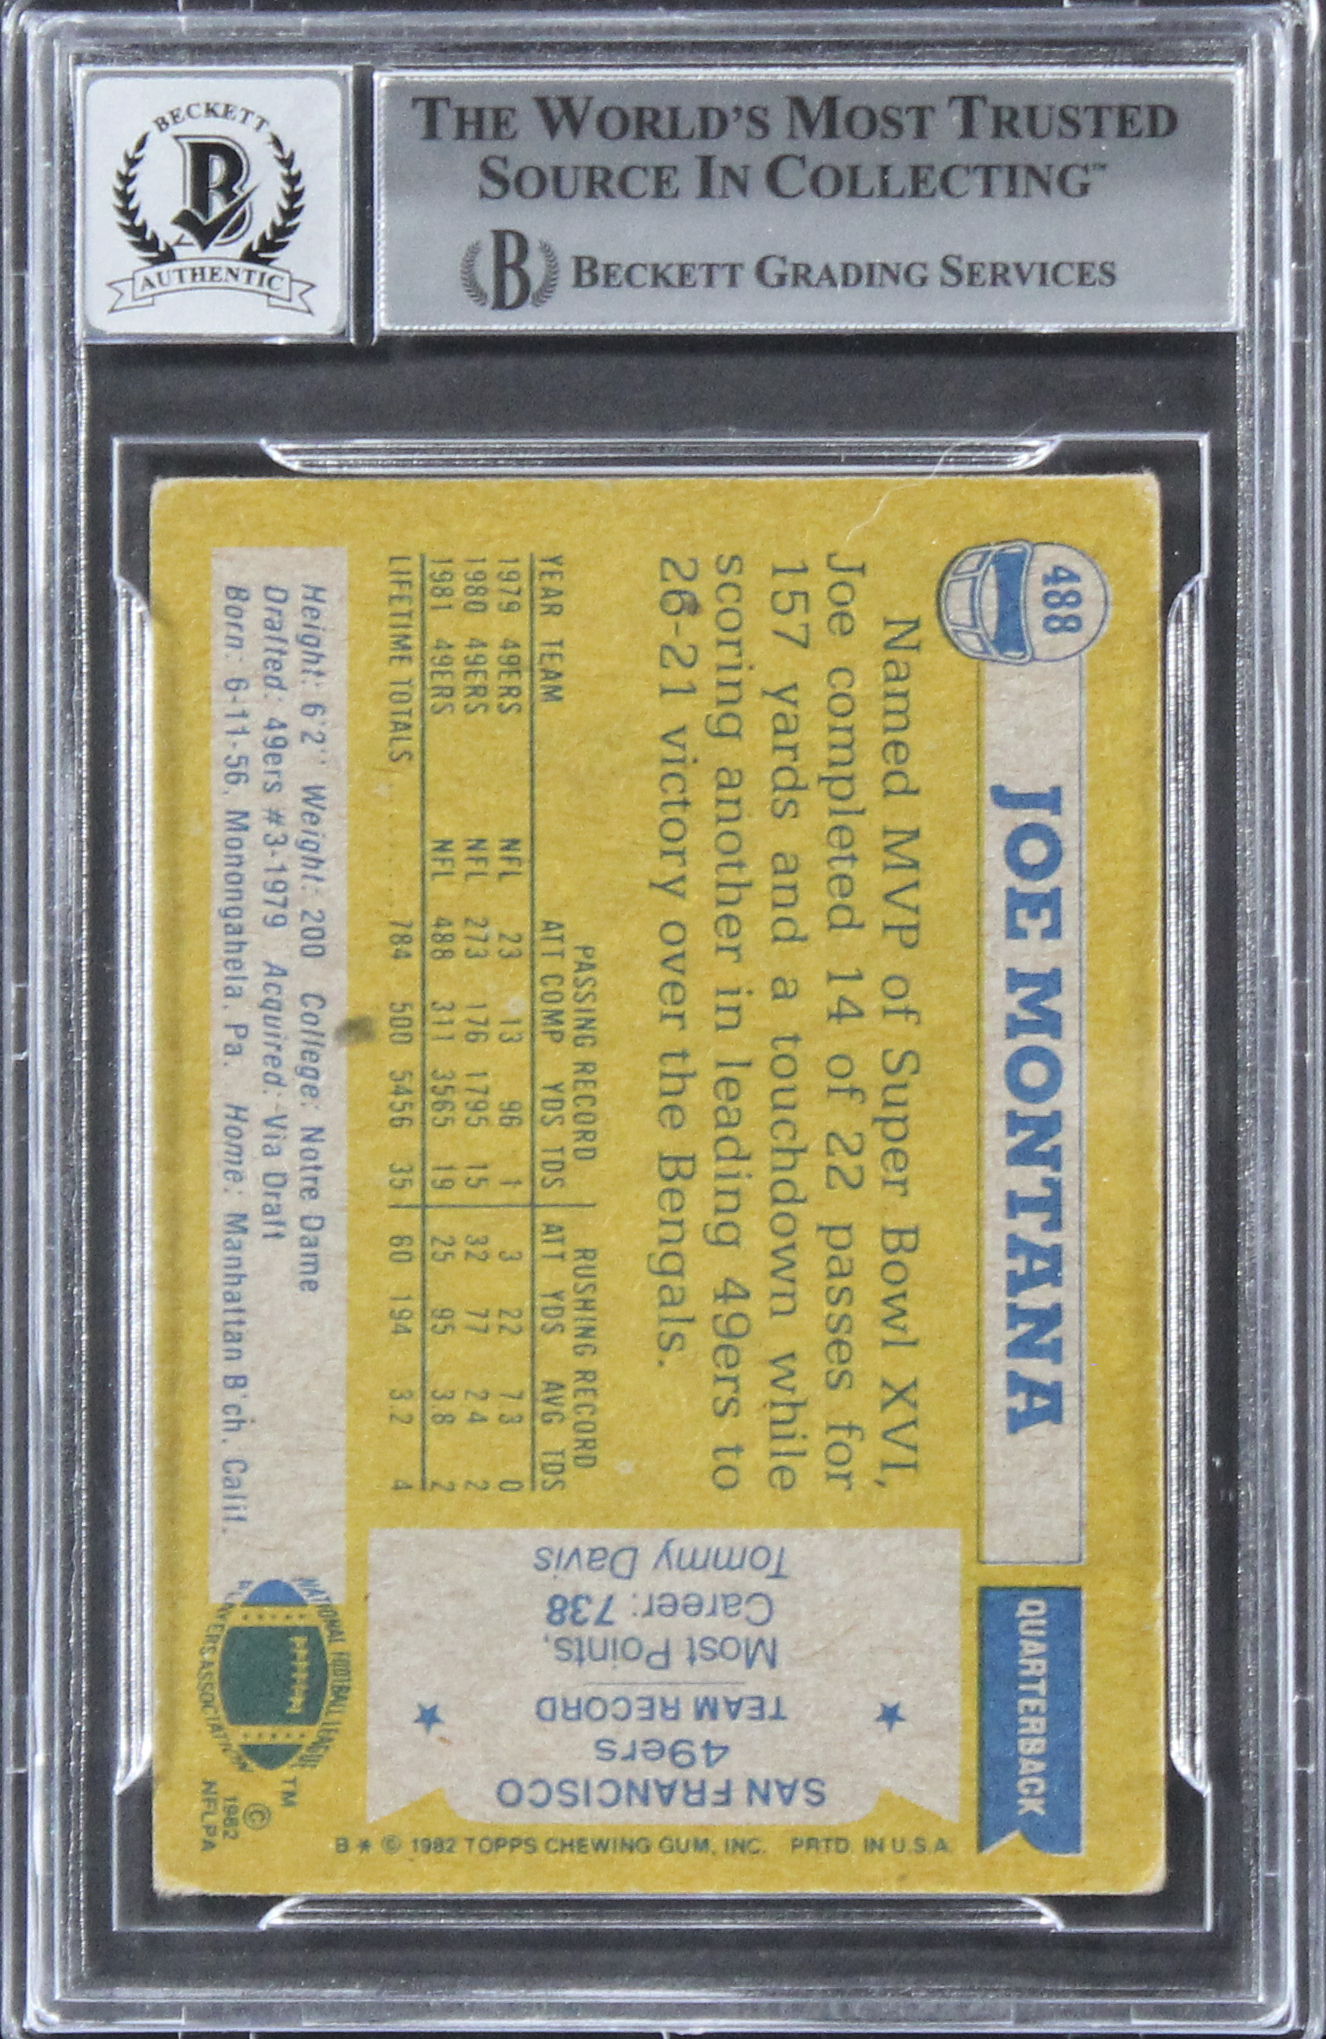 BECKETT
B
AUTHENTIC
THE WORLD'S MOST TRUSTED
SOURCE IN COLLECTING™
B BECKETT GRADING SERVICES
488
JOE MONTANA
QUARTERBACK
Named MVP of Super Bowl XVI,
Joe completed 14 of 22 passes for
157 yards and a touchdown while
scoring another in leading 49ers to
26-21 victory over the Bengals.
PASSING RECORD RUSHING RECORD
YEAR TEAM ATT COMP YDS TDS ATT YDS AVG TDS
1979 49ERS NFL 23 13 96 1 3 22 7.3 0
1980 49ERS NFL 273 176 1795 15 32 77 2.4 2
1981 49ERS NFL 488 311 3565 19 25 95 3.8 2
LIFETIME TOTALS ........ 784 500 5456 35 60 194 3.2 4
Height: 6'2'' Weight: 200 College: Notre Dame
Drafted: 49ers #3-1979 Acquired: Via Draft
Born: 6-11-56, Monongahela, Pa. Home: Manhattan B'ch, Calif.
SAN FRANCISCO
49ers
TEAM RECORD
Most Points,
Career: 738
Tommy Davis
NATIONAL FOOTBALL LEAGUE
PLAYERS ASSOCIATION
TM
©
1982
NFLPA
B * © 1982 TOPPS CHEWING GUM, INC. PRTD. IN U.S.A.